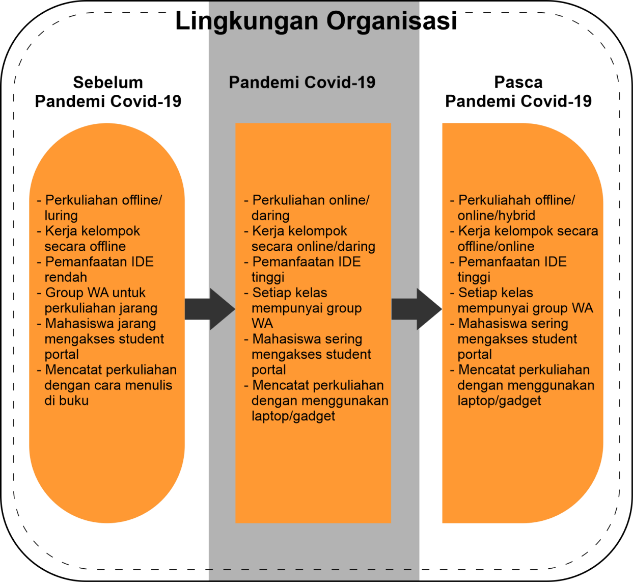 Lingkungan Organisasi
Sebelum
Pandemi Covid-19
- Perkuliahan offline/
luring
- Kerja kelompok
secara offline
- Pemanfaatan IDE
rendah
- Group WA untuk
perkuliahan jarang
- Mahasiswa jarang
mengakses student
portal
- Mencatat perkuliahan
dengan cara menulis
di buku
Pandemi Covid-19
- Perkuliahan online/
daring
- Kerja kelompok
secara online/daring
- Pemanfaatan IDE
tinggi
- Setiap kelas
mempunyai group
WA
- Mahasiswa sering
mengakses student
portal
- Mencatat perkuliahan
dengan menggunakan
laptop/gadget
Pasca
Pandemi Covid-19
- Perkuliahah offline/
online/hybrid
- Kerja kelompok secara
offline/online
- Pemanfaatan IDE
tinggi
- Setiap kelas
mempunyai group WA
- Mahasiswa sering
mengakses student
portal
- Mencatat perkuliahan
dengan menggunakan
laptop/gadget